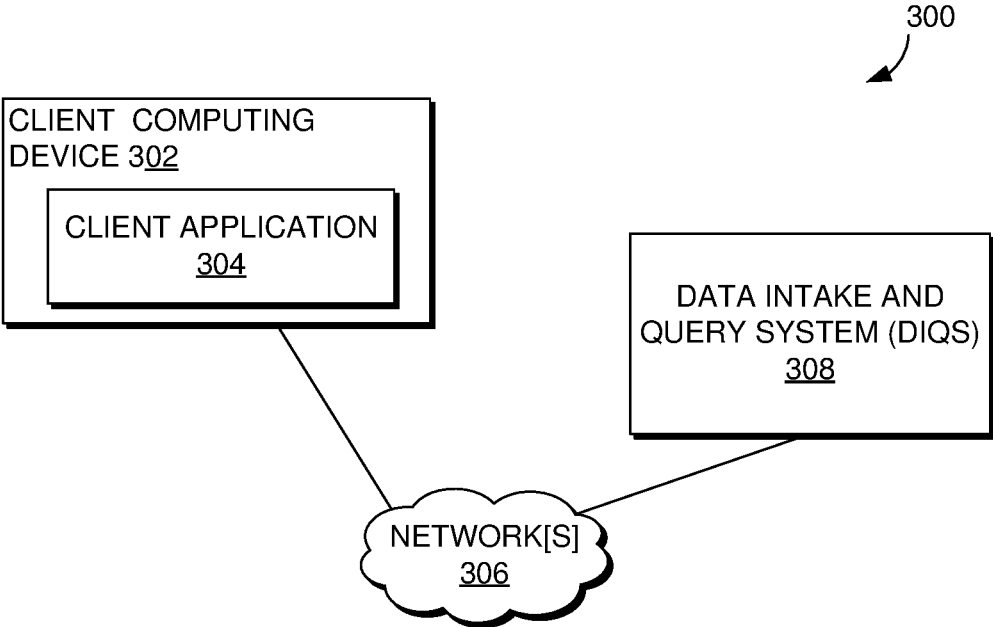 300
CLIENT COMPUTING
DEVICE 302
CLIENT APPLICATION
304
DATA INTAKE AND
QUERY SYSTEM (DIQS)
308
NETWORK[S]
306